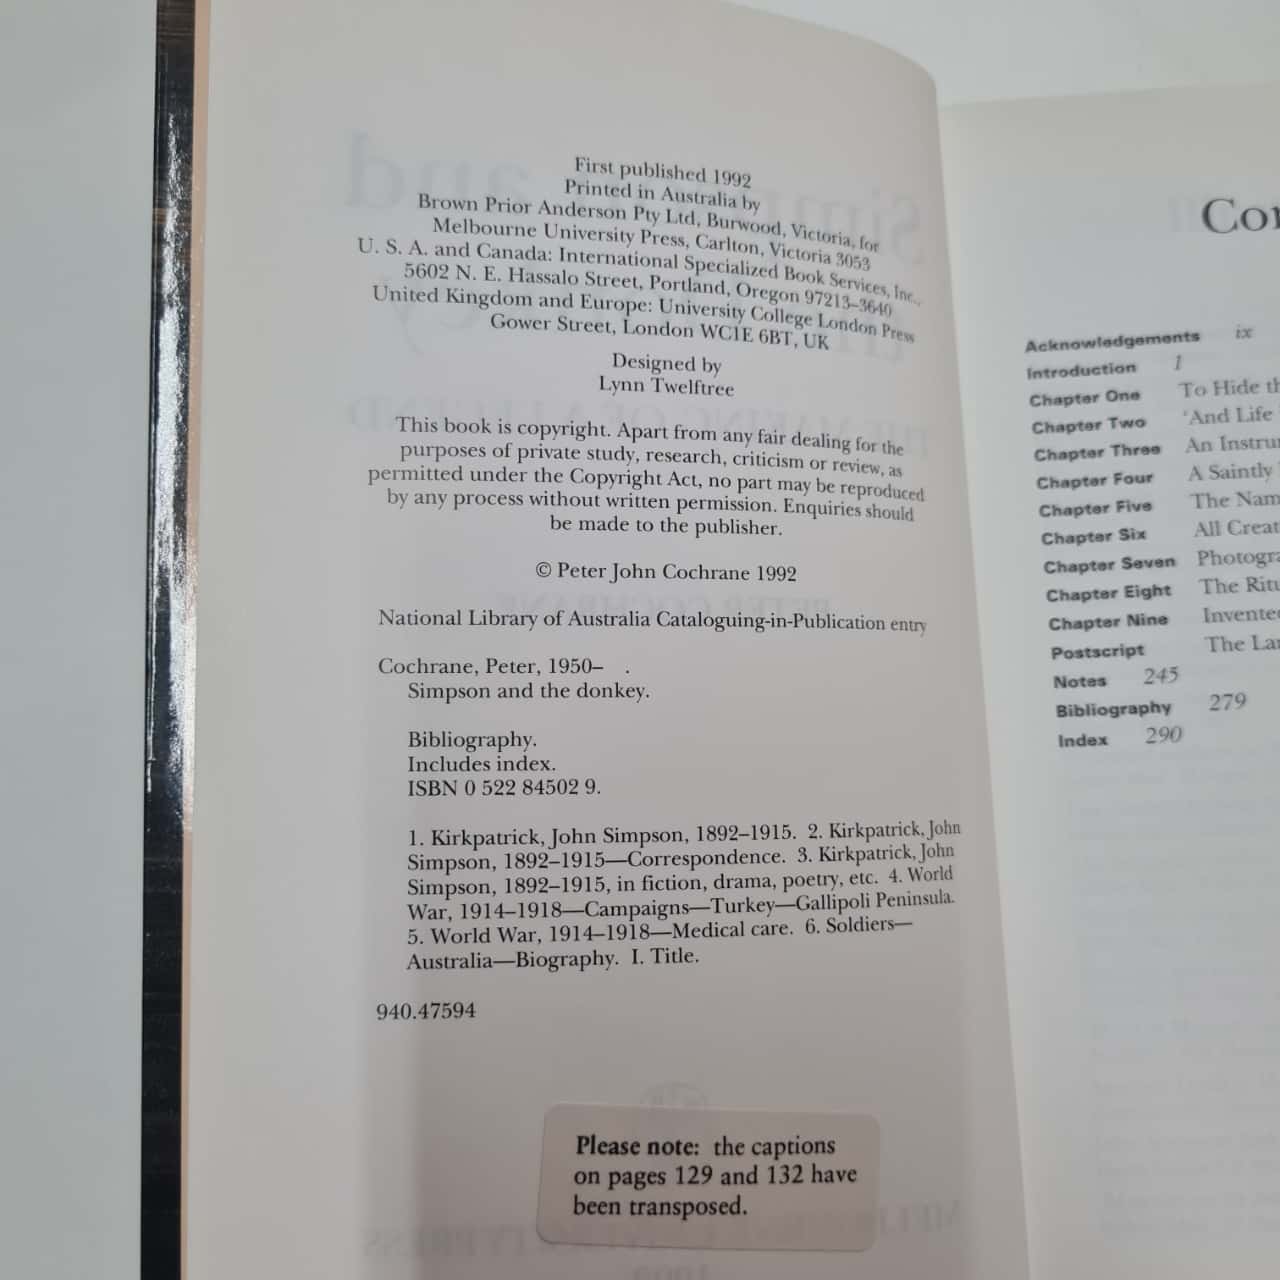 First published 1992
Printed in Australia by
Brown Prior Anderson Pty Ltd, Burwood, Victoria, for
Melbourne University Press, Carlton, Victoria 3053
U. S. A. and Canada: International Specialized Book Services, Inc.,
5602 N. E. Hassalo Street, Portland, Oregon 97213–3640
United Kingdom and Europe: University College London Press
Gower Street, London WC1E 6BT, UK
Designed by
Lynn Twelftree
This book is copyright. Apart from any fair dealing for the
purposes of private study, research, criticism or review, as
permitted under the Copyright Act, no part may be reproduced
by any process without written permission. Enquiries should
be made to the publisher.
© Peter John Cochrane 1992
National Library of Australia Cataloguing-in-Publication entry
Cochrane, Peter, 1950– .
Simpson and the donkey.
Bibliography.
Includes index.
ISBN 0 522 84502 9.
1. Kirkpatrick, John Simpson, 1892–1915. 2. Kirkpatrick, John
Simpson, 1892–1915—Correspondence. 3. Kirkpatrick, John
Simpson, 1892–1915, in fiction, drama, poetry, etc. 4. World
War, 1914–1918—Campaigns—Turkey—Gallipoli Peninsula.
5. World War, 1914–1918—Medical care. 6. Soldiers—
Australia—Biography. I. Title.
940.47594
Please note: the captions
on pages 129 and 132 have
been transposed.
Acknowledgements ix
Introduction 1
Chapter One To Hide
Chapter Two 'And Life
Chapter Three An
Chapter Four A Saintly
Chapter Five The
Chapter Six All
Chapter Seven
Chapter Eight The
Chapter Nine
Postscript The
Notes 245
Bibliography 279
Index 290